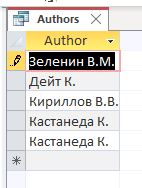 Authors
Author
Зеленин В.М.
Дейт К.
Кириллов В.В.
Кастанеда К.
Кастанеда К.